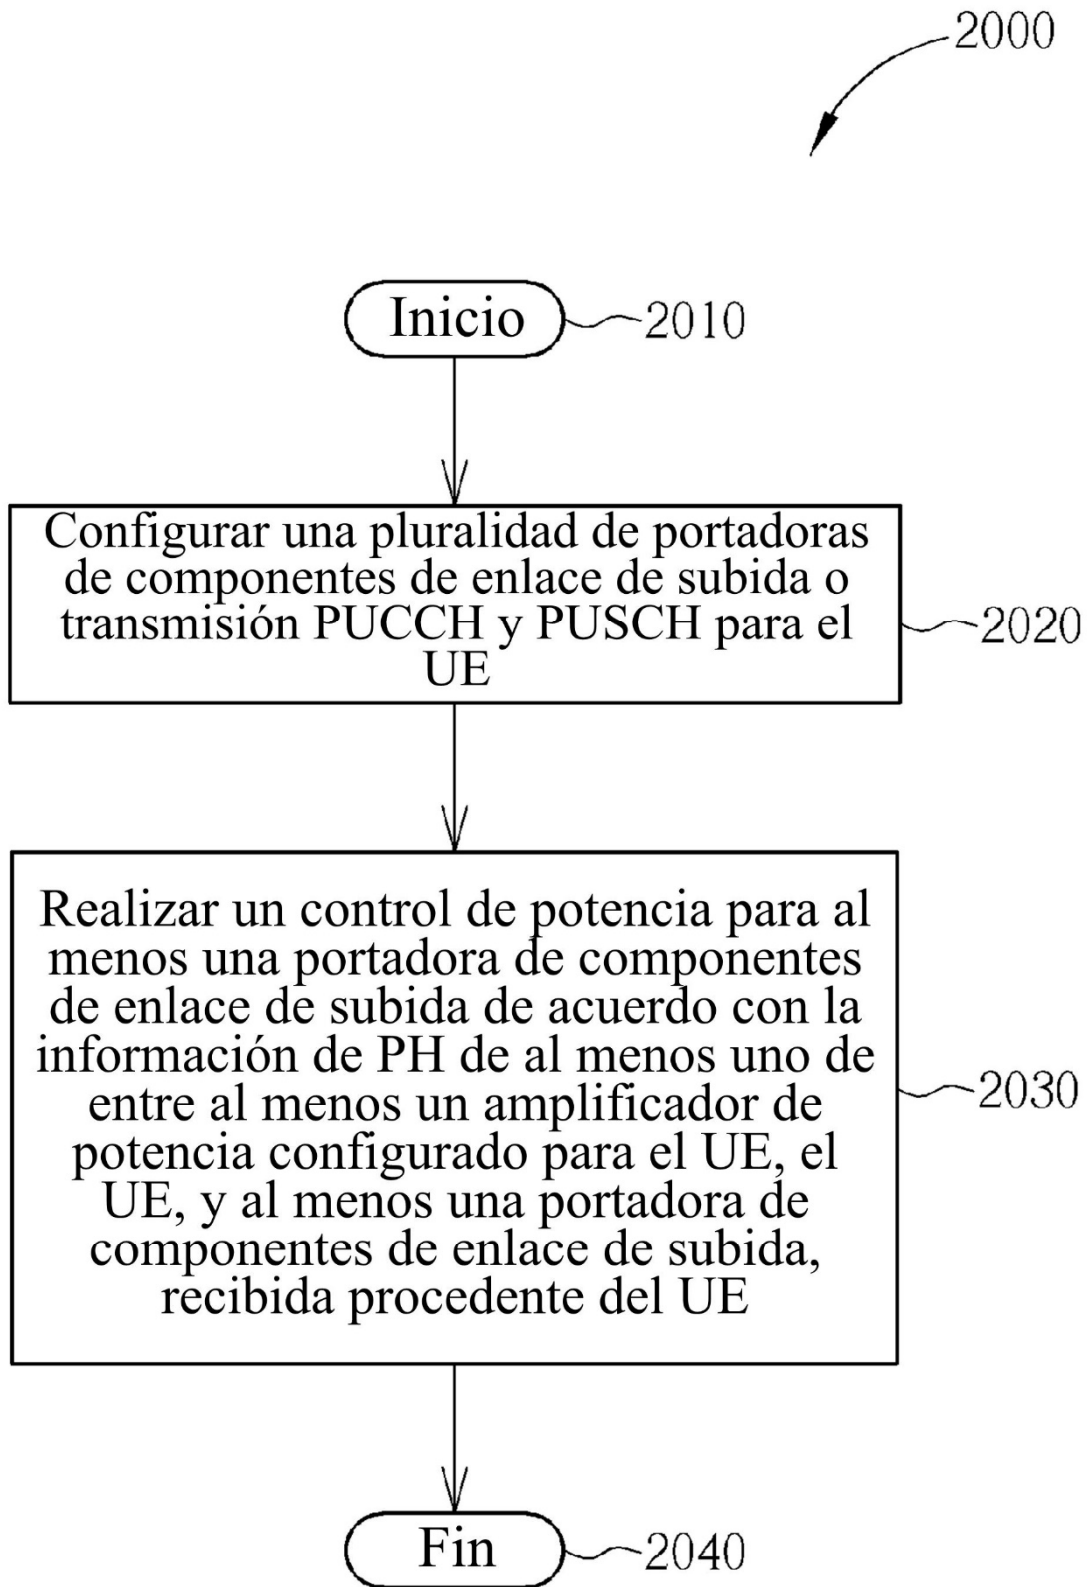 2000
Inicio
2010
Configurar una pluralidad de portadoras
de componentes de enlace de subida o
transmisión PUCCH y PUSCH para el
UE
2020
Realizar un control de potencia para al
menos una portadora de componentes
de enlace de subida de acuerdo con la
información de PH de al menos uno de
entre al menos un amplificador de
potencia configurado para el UE, el
UE, y al menos una portadora de
componentes de enlace de subida,
recibida procedente del UE
2030
Fin
2040